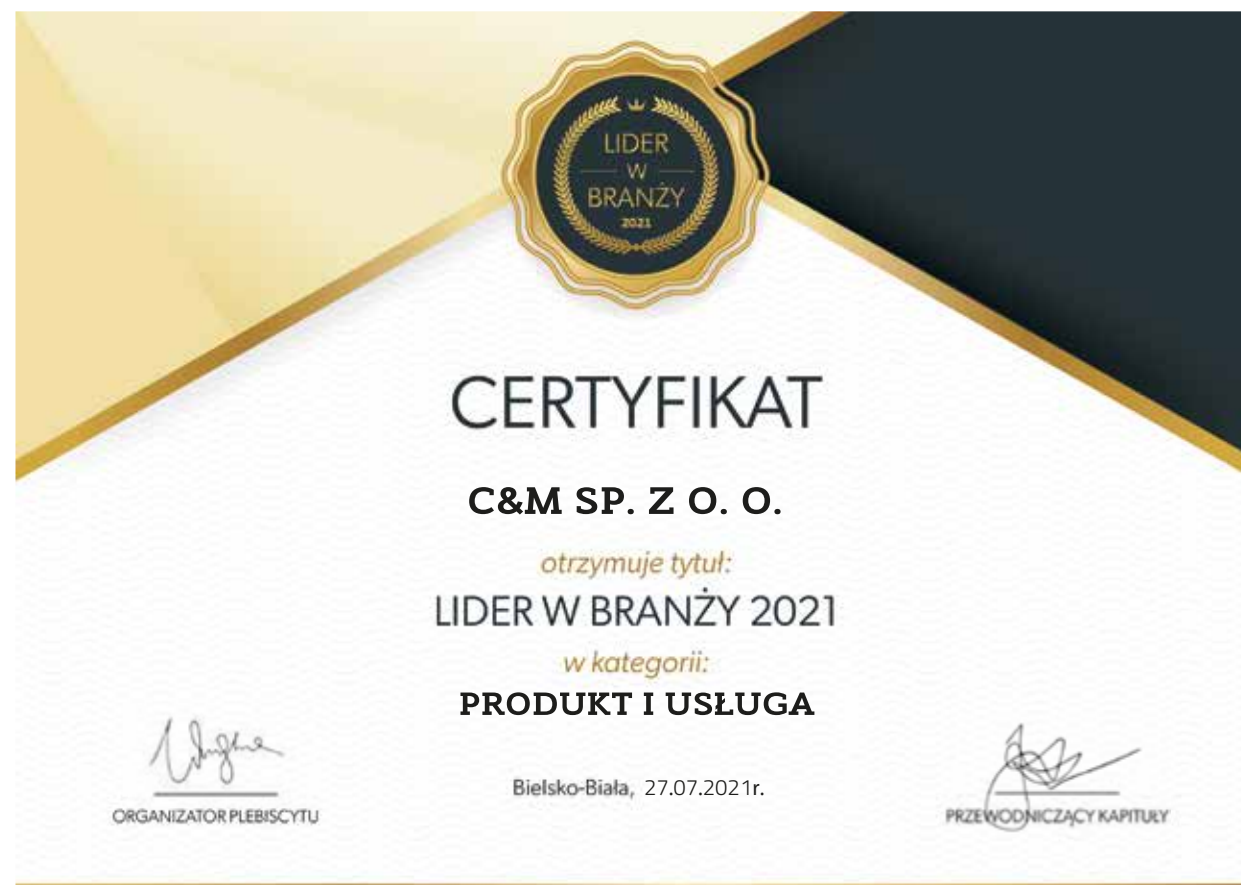 LIDER
W
BRANŻY
2021
CERTYFIKAT
C&M SP. Z O. O.
otrzymuje tytuł:
LIDER W BRANŻY 2021
w kategorii:
PRODUKT I USŁUGA
Bielsko-Biała, 27.07.2021r.
ORGANIZATOR PLEBISCYTU
PRZEWODNICZĄCY KAPITUŁY